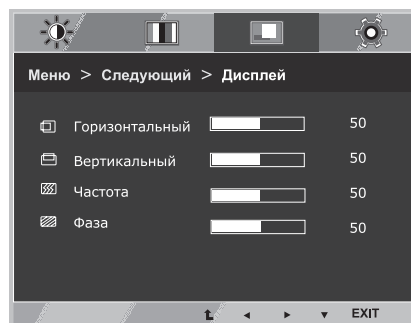 Меню > Следующий > Дисплей
Горизонтальный 50
Вертикальный 50
Частота 50
Фаза 50
EXIT